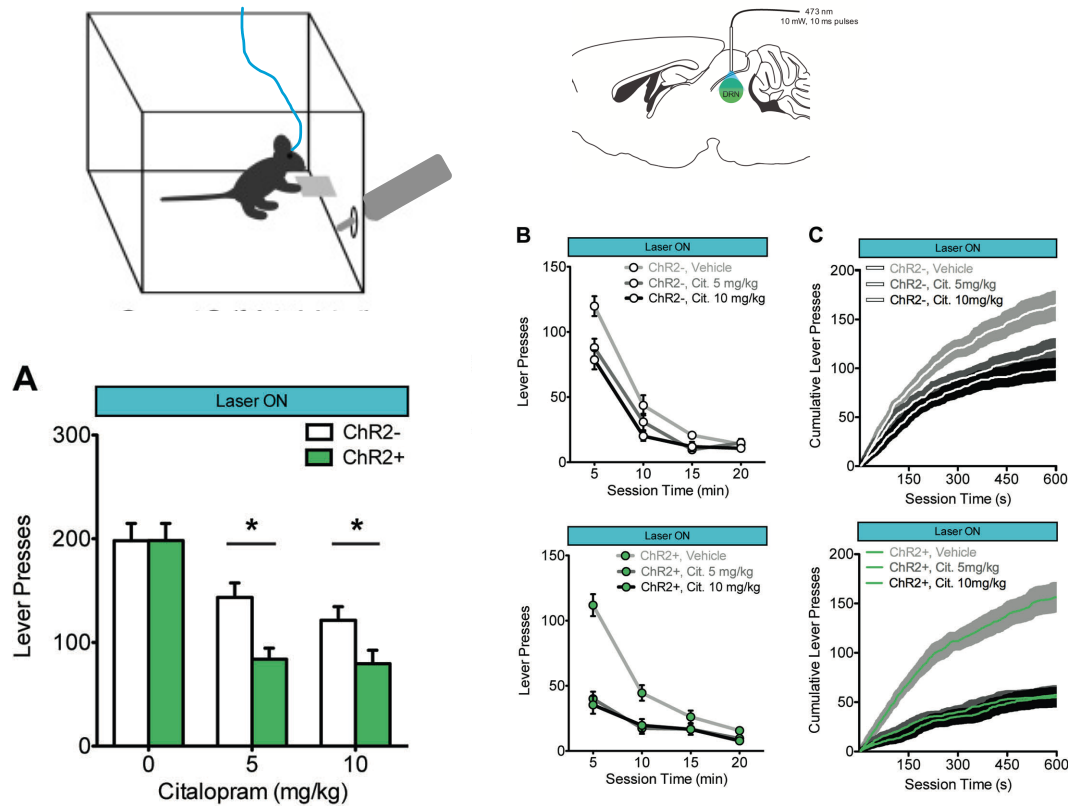 473 nm
10 mW, 10 ms pulses
DRN
A
Laser ON
300
200
100
0
Lever Presses
ChR2-
ChR2+
*
*
0
5
10
Citalopram (mg/kg)
B
Laser ON
150
100
50
0
Lever Presses
ChR2-, Vehicle
ChR2-, Cit. 5 mg/kg
ChR2-, Cit. 10 mg/kg
5
10
15
20
Session Time (min)
Laser ON
150
100
50
0
Lever Presses
ChR2+, Vehicle
ChR2+, Cit. 5 mg/kg
ChR2+, Cit. 10 mg/kg
5
10
15
20
Session Time (min)
C
Laser ON
200
150
100
50
0
Cumulative Lever Presses
ChR2-, Vehicle
ChR2-, Cit. 5mg/kg
ChR2-, Cit. 10mg/kg
150
300
450
600
Session Time (s)
Laser ON
200
150
100
50
0
Cumulative Lever Presses
ChR2+, Vehicle
ChR2+, Cit. 5mg/kg
ChR2+, Cit. 10mg/kg
150
300
450
600
Session Time (s)